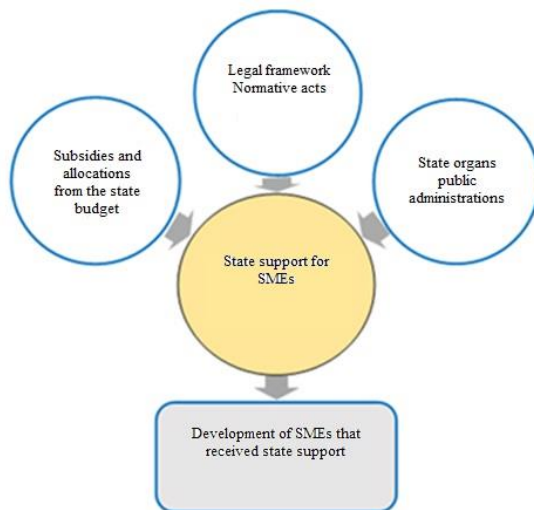 Legal framework
Normative acts
Subsidies and
allocations
from the state
budget
State organs
public
administrations
State support for
SMEs
Development of SMEs that
received state support